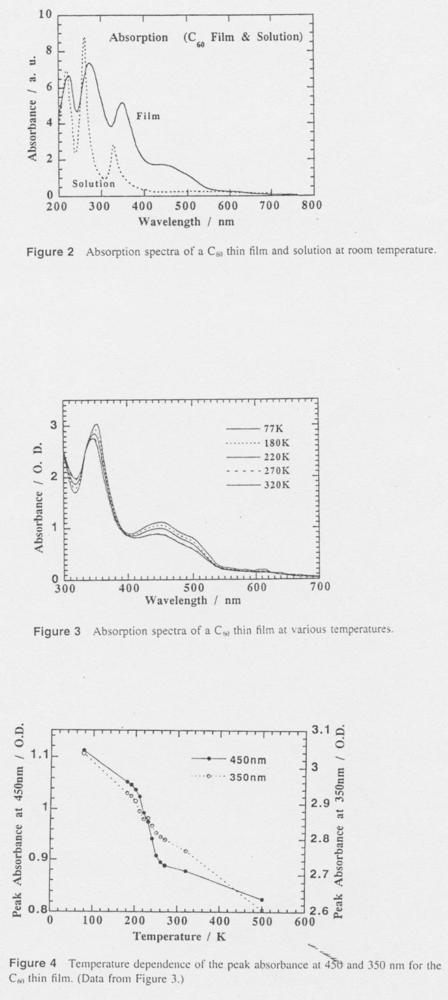 10
8
6
4
2
0
Absorbance / a. u.
Absorption (C60 Film & Solution)
Film
Solution
200 300 400 500 600 700 800
Wavelength / nm
Figure 2 Absorption spectra of a C60 thin film and solution at room temperature.
3
2
1
0
Absorbance / O. D.
77K
180K
220K
270K
320K
300 400 500 600 700
Wavelength / nm
Figure 3 Absorption spectra of a C60 thin film at various temperatures.
1.1
1
0.9
0.8
Peak Absorbance at 450nm / O.D.
450nm
350nm
3.1
3
2.9
2.8
2.7
2.6
Peak Absorbance at 350nm / O.D.
0 100 200 300 400 500 600
Temperature / K
Figure 4 Temperature dependence of the peak absorbance at 450 and 350 nm for the
C60 thin film. (Data from Figure 3.)